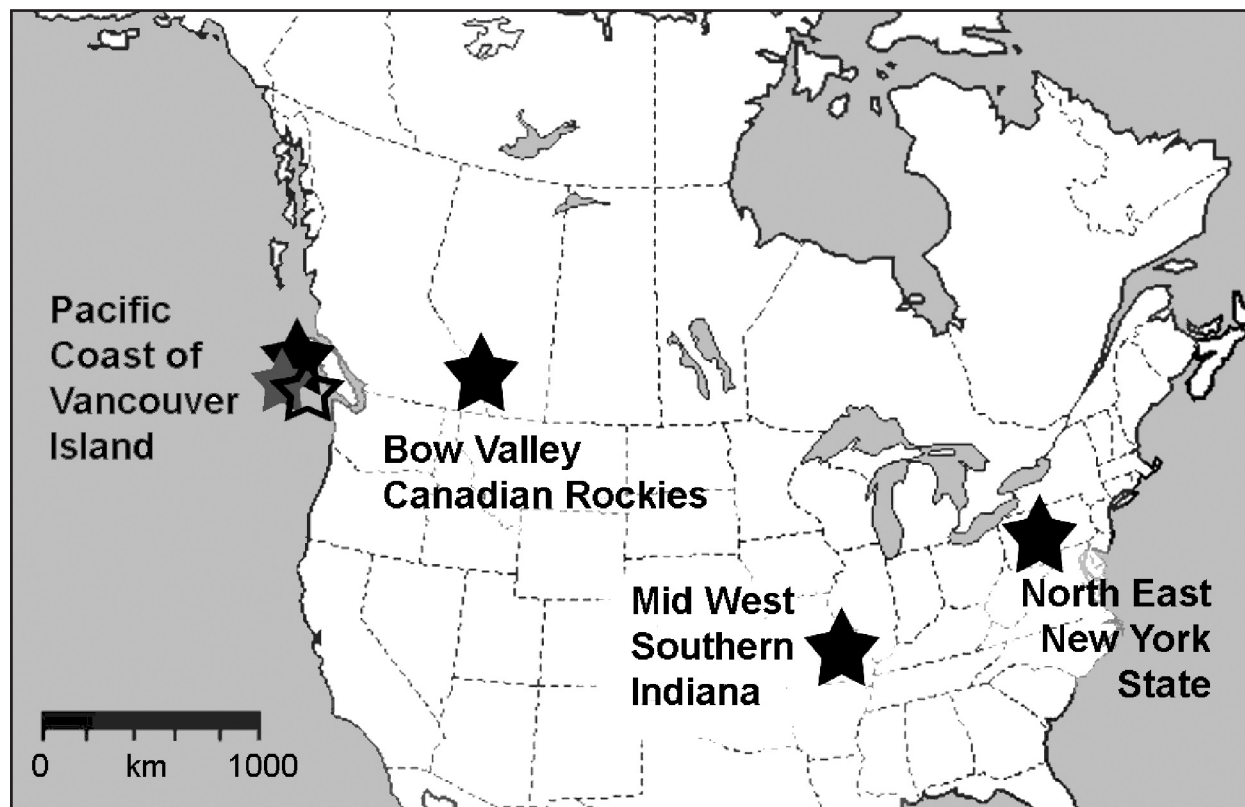 Pacific
Coast of
Vancouver
Island
Bow Valley
Canadian Rockies
Mid West
Southern
Indiana
North East
New York
State
0 km 1000